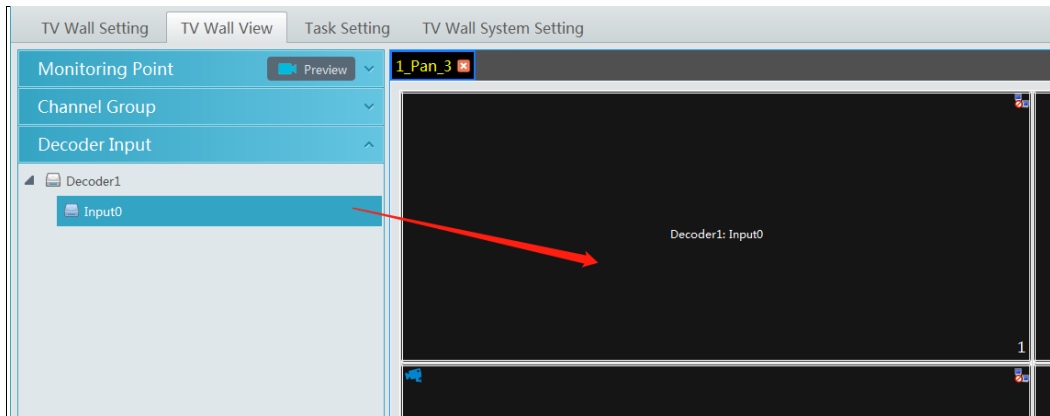 TV Wall Setting TV Wall View Task Setting TV Wall System Setting
Monitoring Point Preview
1_Pan_3
Channel Group
Decoder Input
Decoder1
Input0
Decoder1: Input0
1